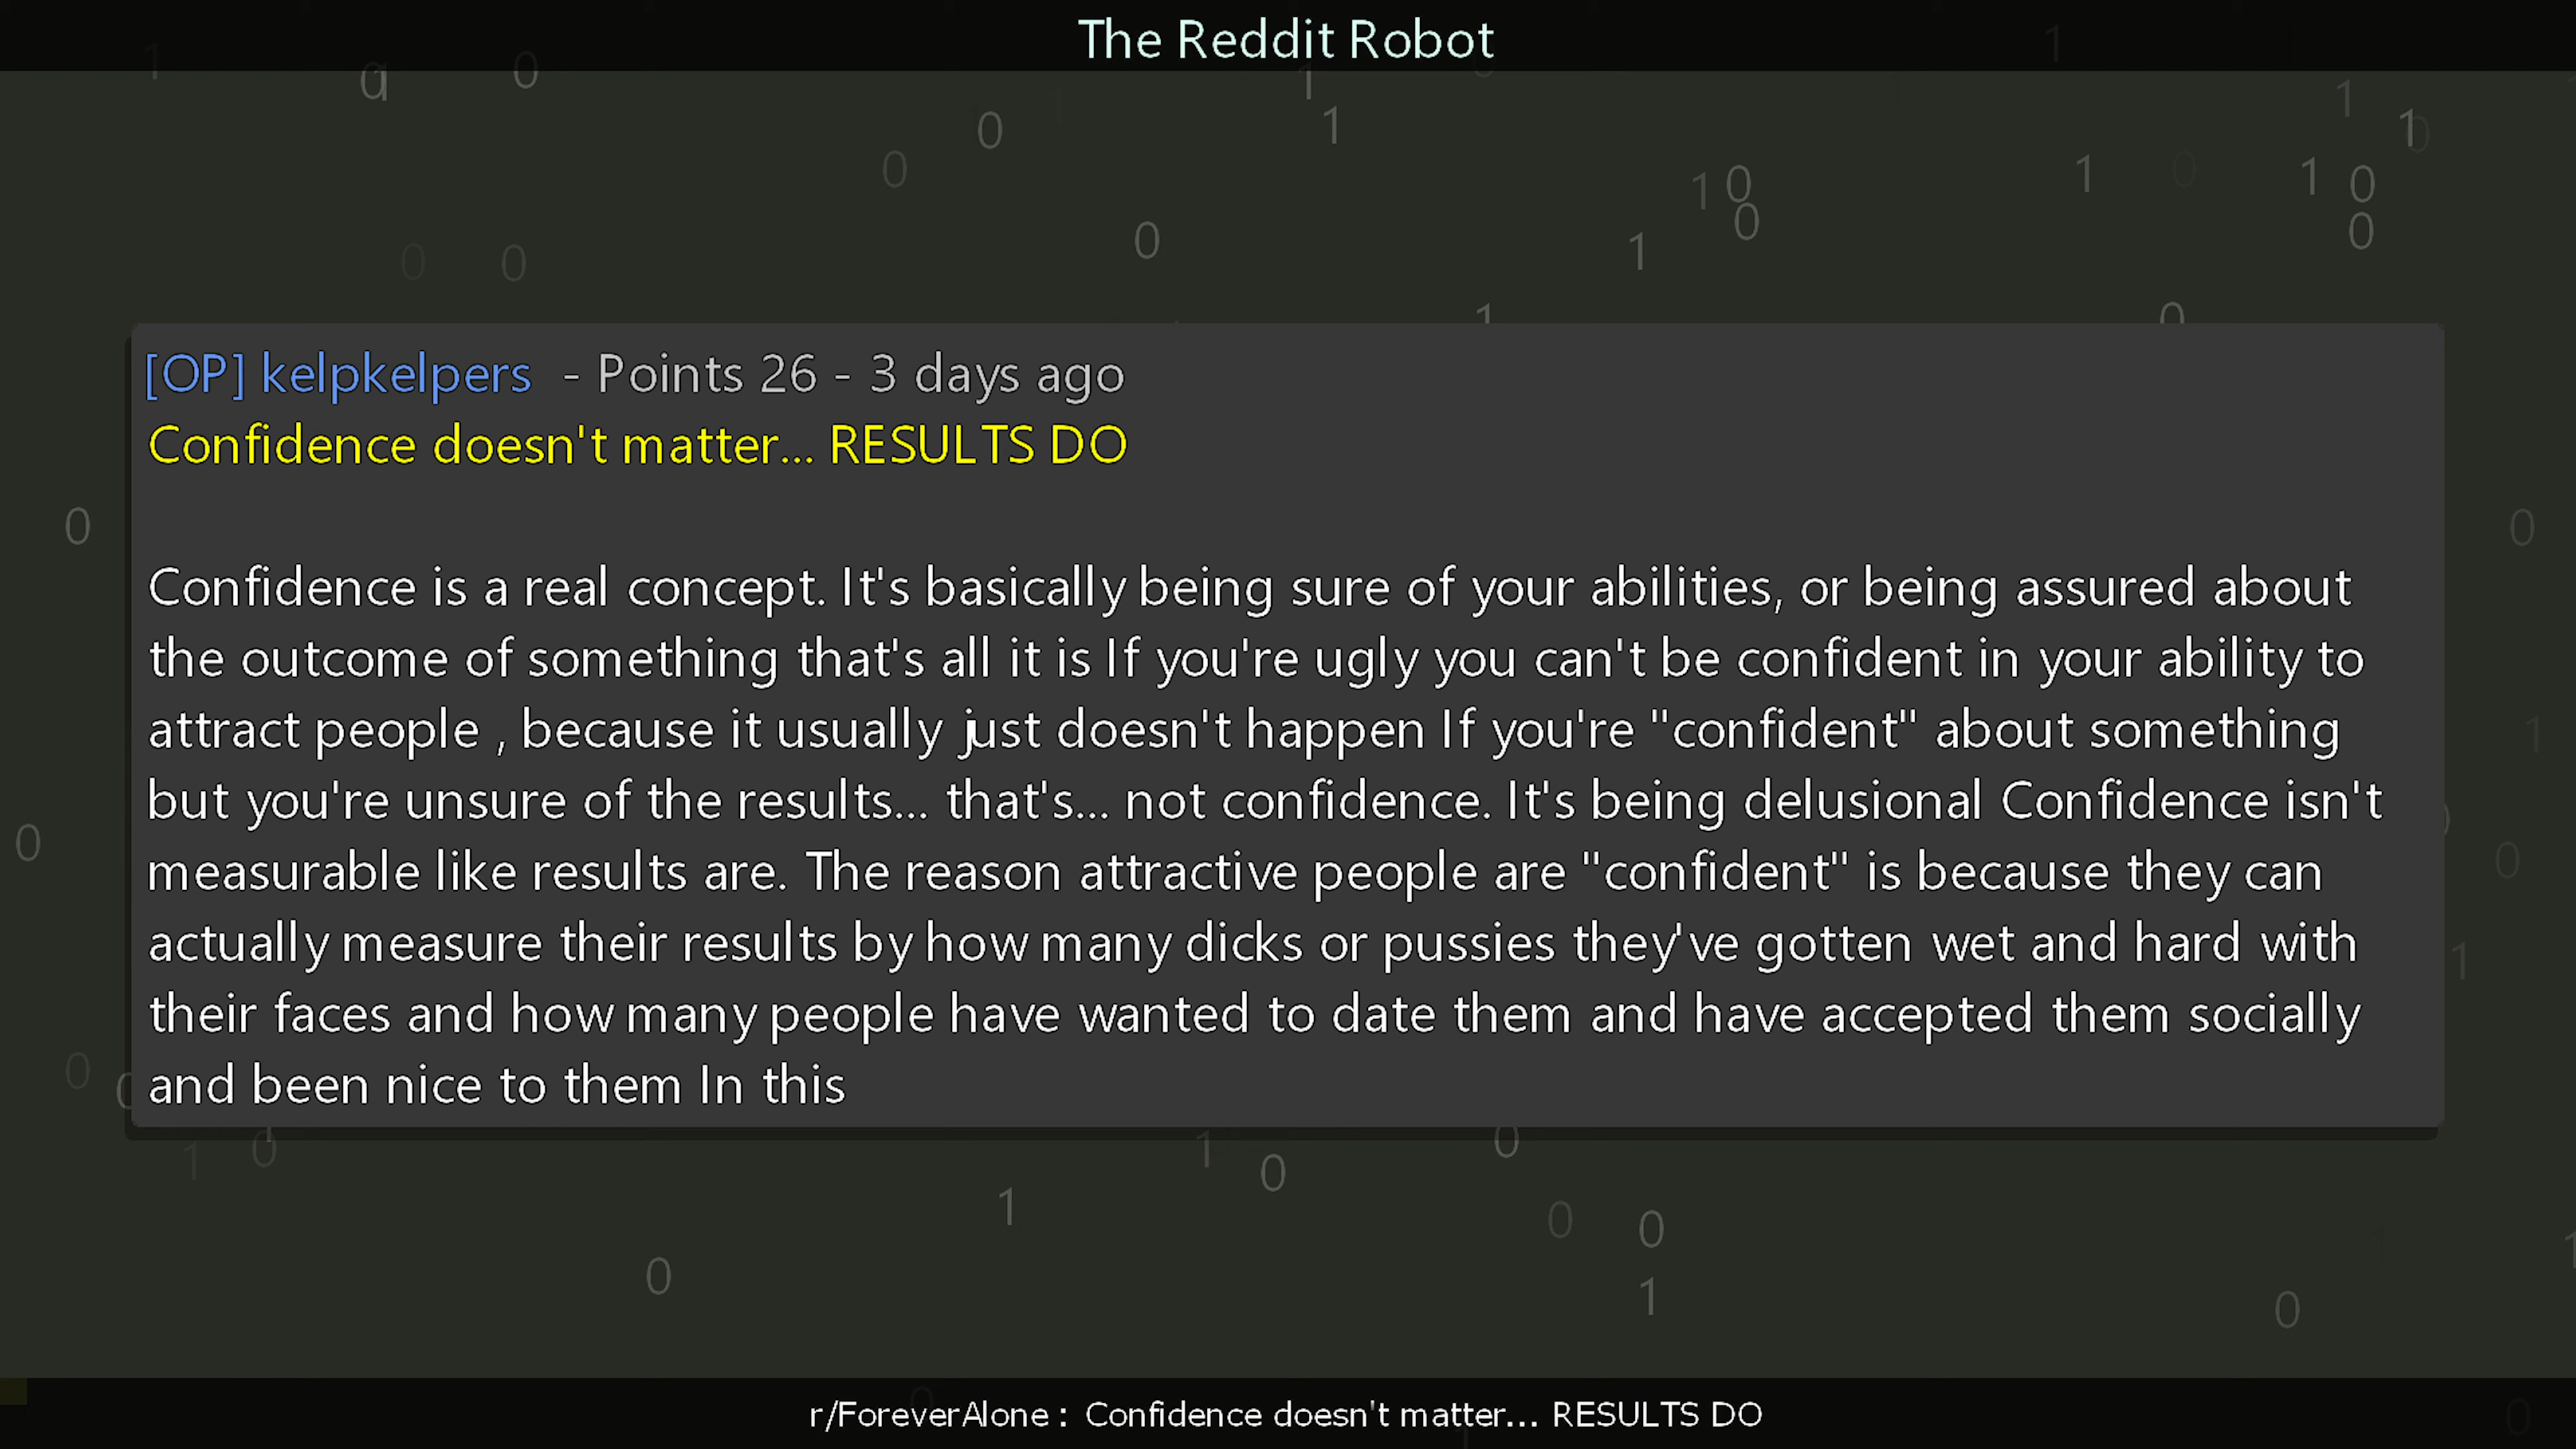 The Reddit Robot
[OP] kelpkelpers - Points 26 - 3 days ago
Confidence doesn't matter... RESULTS DO
Confidence is a real concept. It's basically being sure of your abilities, or being assured about
the outcome of something that's all it is If you're ugly you can't be confident in your ability to
attract people , because it usually just doesn't happen If you're "confident" about something
but you're unsure of the results... that's... not confidence. It's being delusional Confidence isn't
measurable like results are. The reason attractive people are "confident" is because they can
actually measure their results by how many dicks or pussies they've gotten wet and hard with
their faces and how many people have wanted to date them and have accepted them socially
and been nice to them In this
r/ForeverAlone : Confidence doesn't matter... RESULTS DO